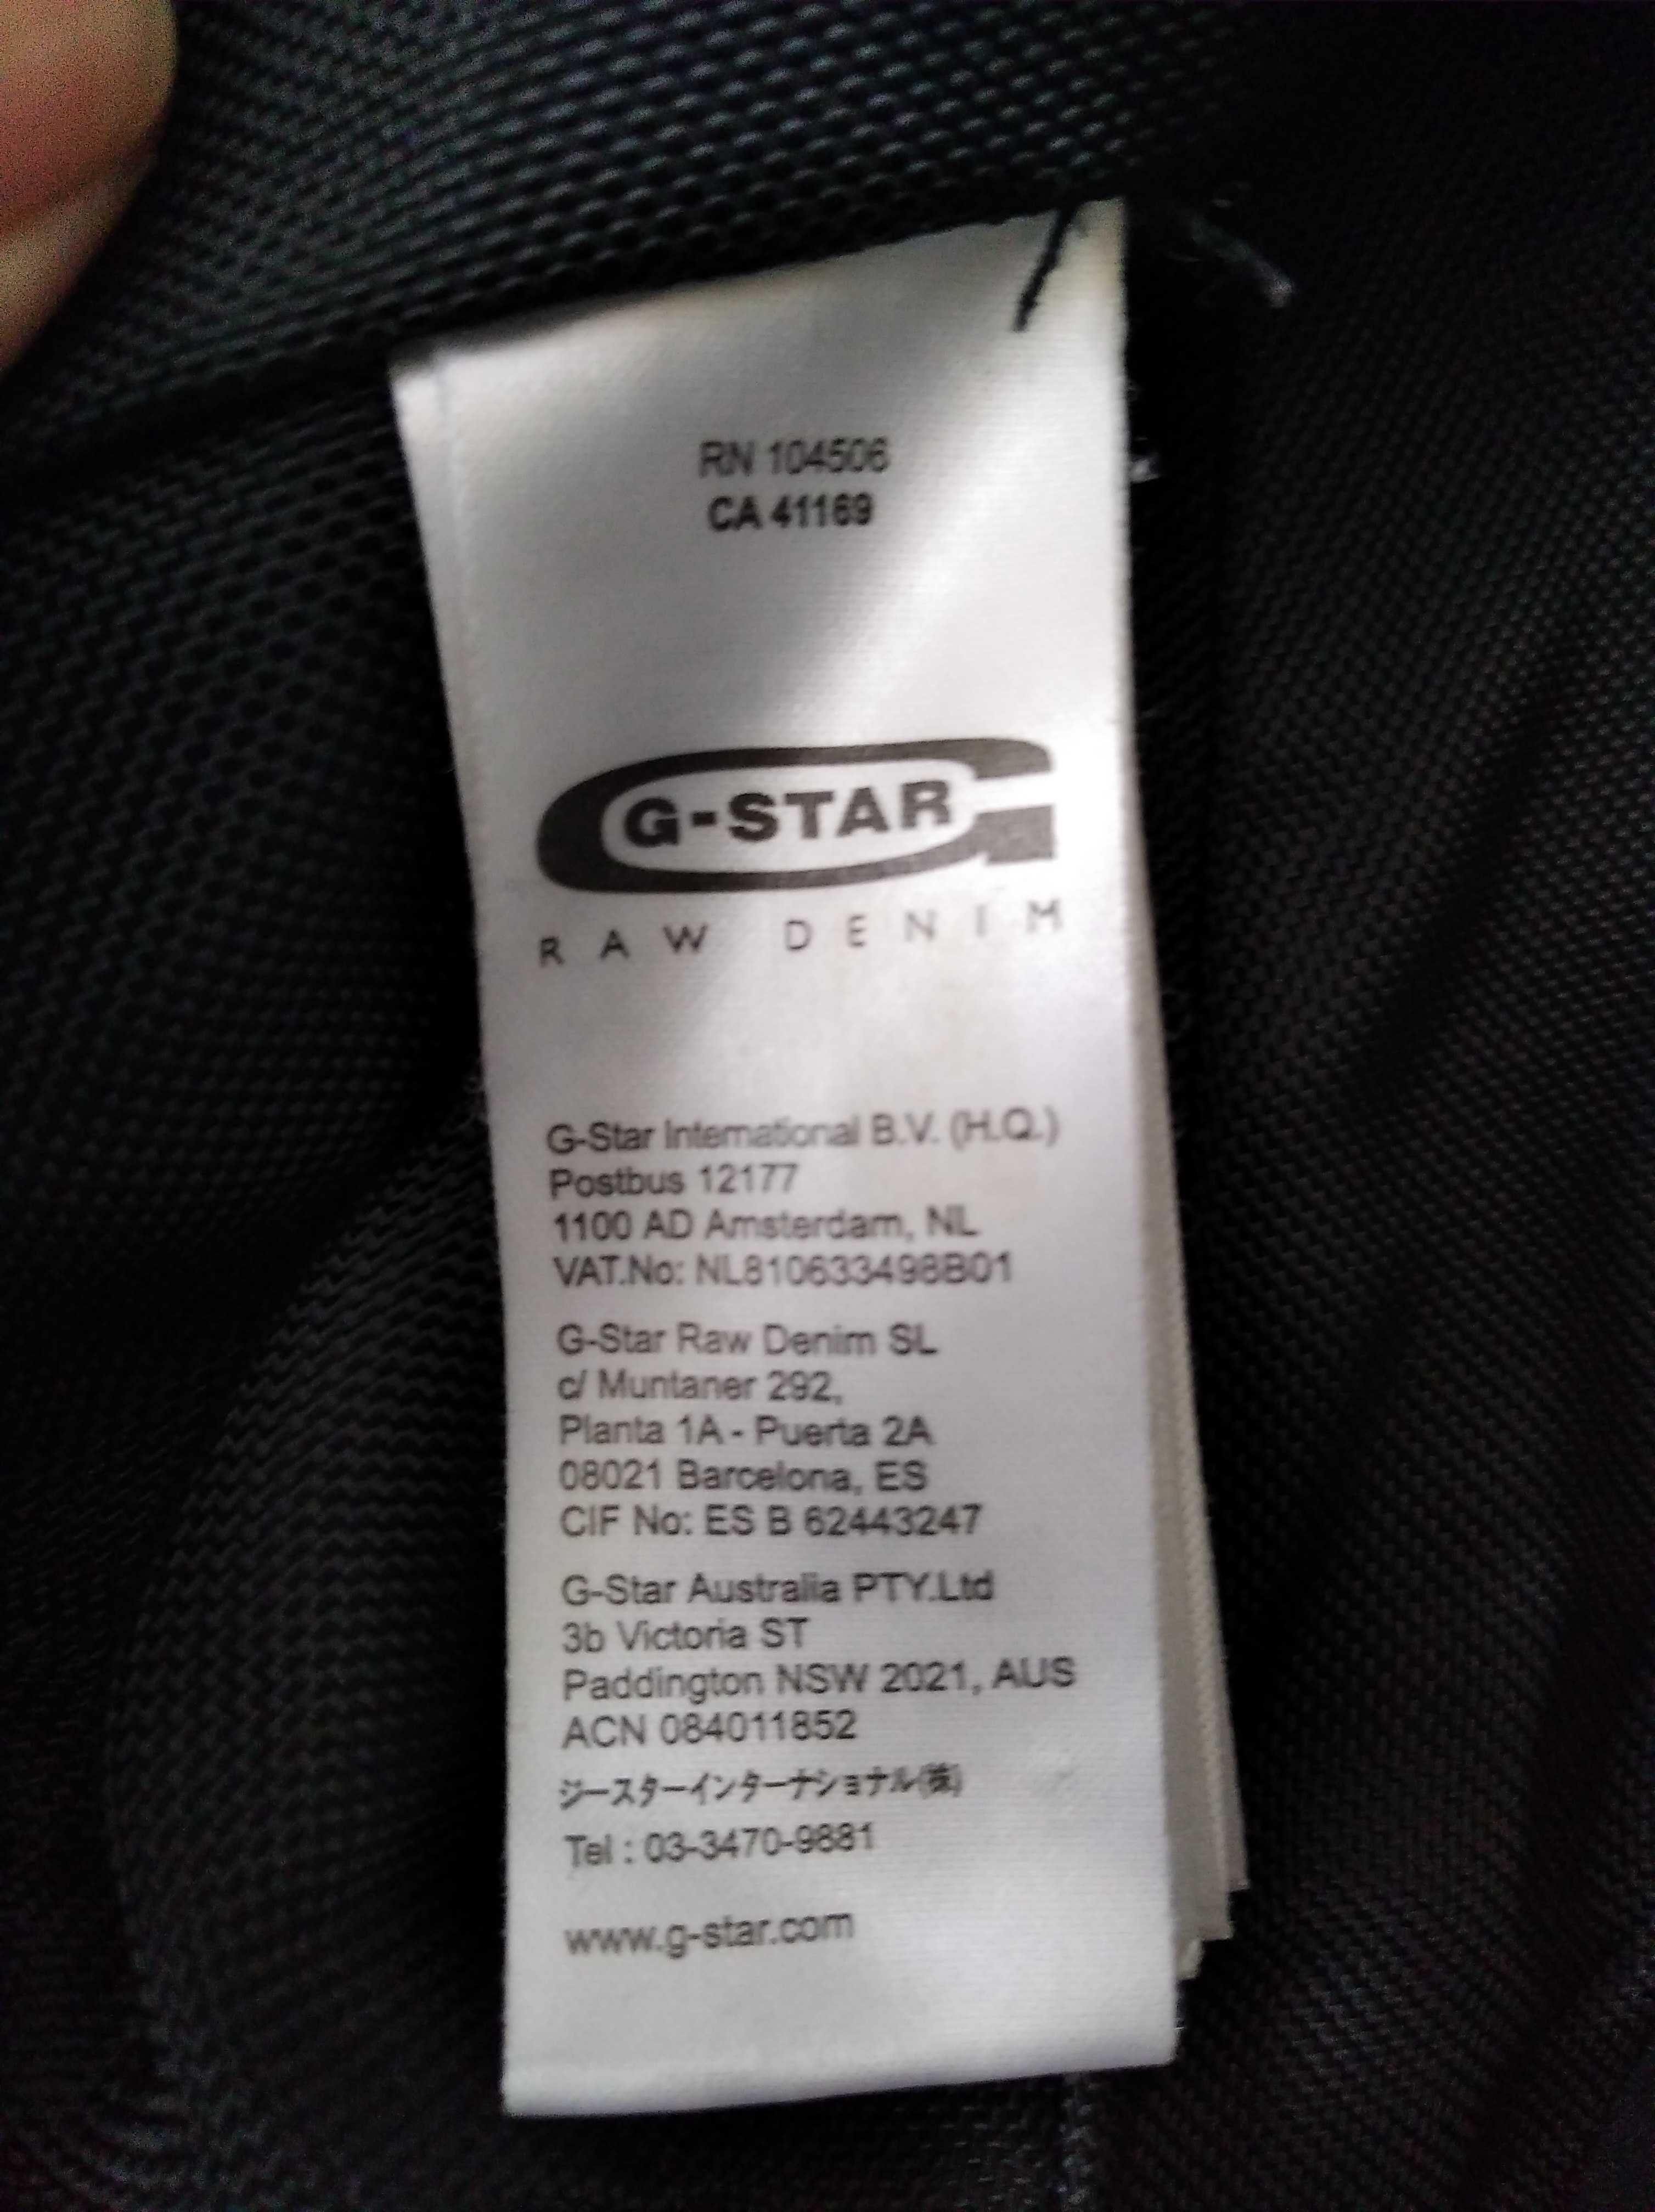 RN 104506
CA 41169
G-STAR
RAW DENIM
G-Star International B.V. (H.Q.)
Postbus 12177
1100 AD Amsterdam, NL
VAT.No: NL810633498B01
G-Star Raw Denim SL
c/ Muntaner 292,
Planta 1A - Puerta 2A
08021 Barcelona, ES
CIF No: ES B 62443247
G-Star Australia PTY.Ltd
3b Victoria ST
Paddington NSW 2021, AUS
ACN 084011852
ジースターインターナショナル(株)
Tel : 03-3470-9881
www.g-star.com